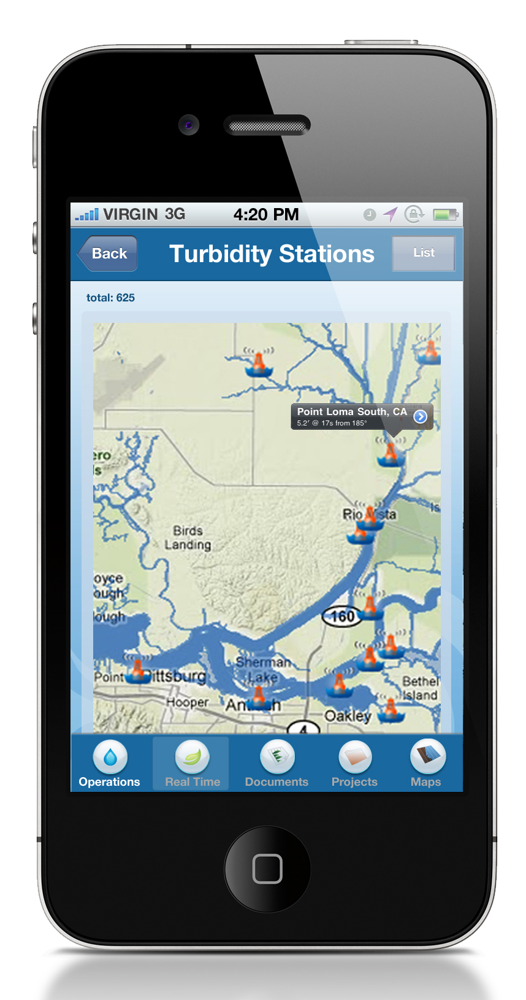 VIRGIN 3G 4:20 PM
Back Turbidity Stations List
total: 625
Point Loma South, CA
5.2' @ 17s from 185°
ero
ls
Rio Vista
Is
Birds
Landing
oyce
ough
lough
160
Sherman
Lake
Point Pittsburg
Bethel
Island
Hooper Antioch
Oakley
4
Operations Real Time Documents Projects Maps